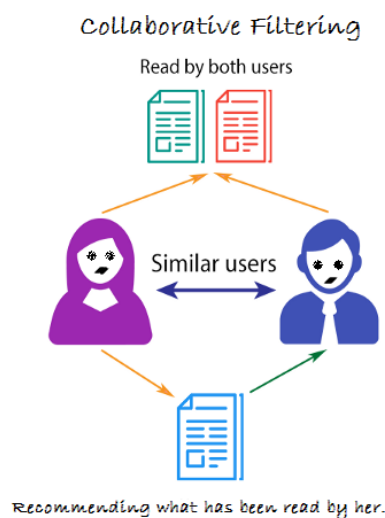 Collaborative Filtering
Read by both users
Similar users
Recommending what has been read by her.